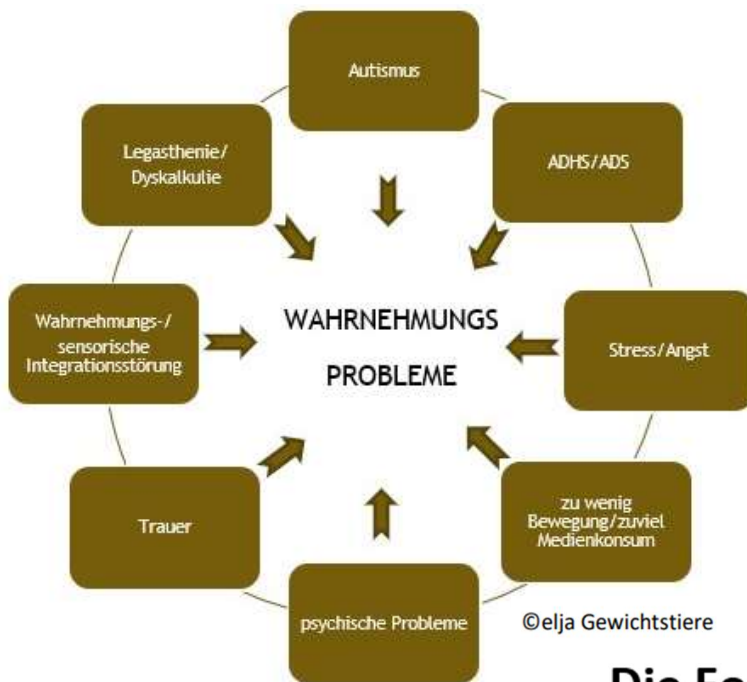 Autismus
ADHS/ADS
Stress/Angst
zu wenig
Bewegung/zuviel
Medienkonsum
psychische Probleme
Trauer
Wahrnehmungs-/
sensorische
Integrationsstörung
Legasthenie/
Dyskalkulie
WAHRNEHMUNGS
PROBLEME
©elja Gewichtstiere